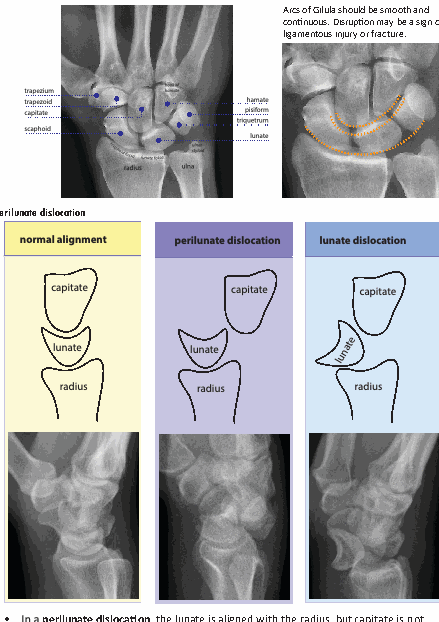 Arcs of Gilula should be smooth and
continuous. Disruption may be a sign o
ligamentous injury or fracture.
trapezium
trapezoid
capitate
scaphoid
hamate
pisiform
triquetrum
lunate
radius
ulna
erilunate dislocation
normal alignment
perilunate dislocation
lunate dislocation
capitate
lunate
radius
capitate
lunate
radius
capitate
lunate
radius
• In a perilunate dislocation, the lunate is aligned with the radius, but capitate is not